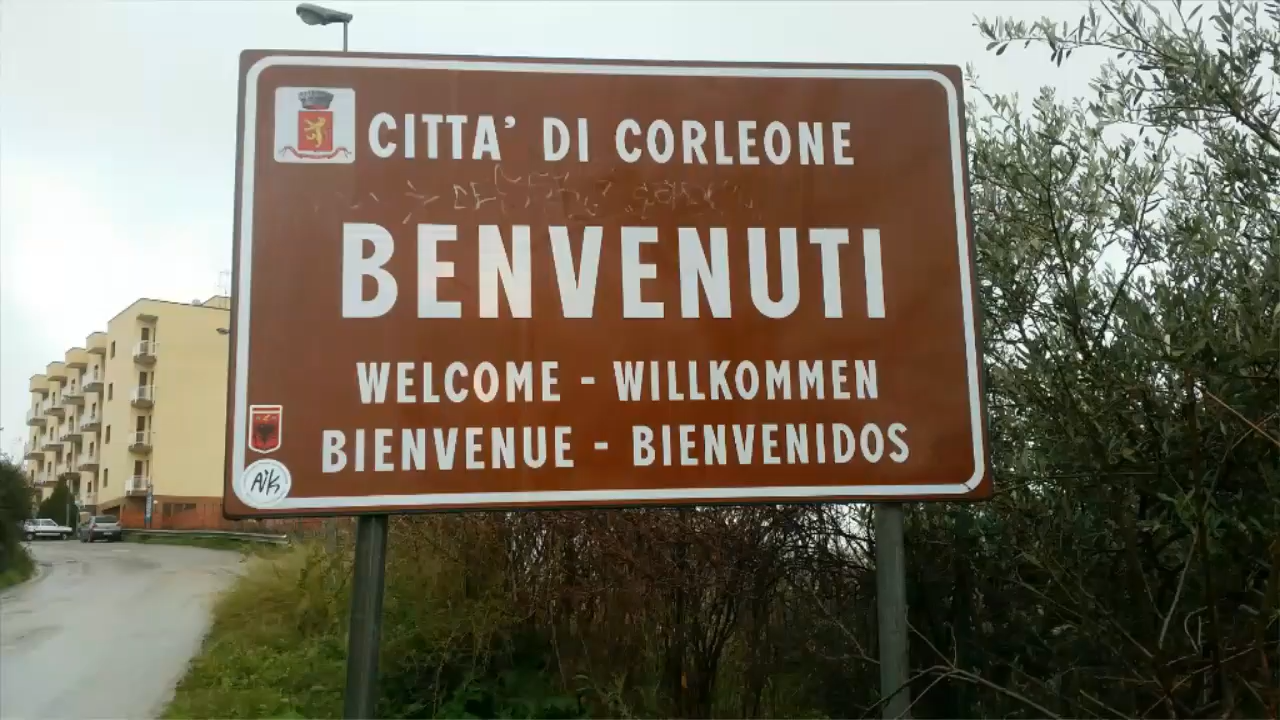 CITTA' DI CORLEONE
BENVENUTI
WELCOME - WILLKOMMEN
BIENVENUE - BIENVENIDOS